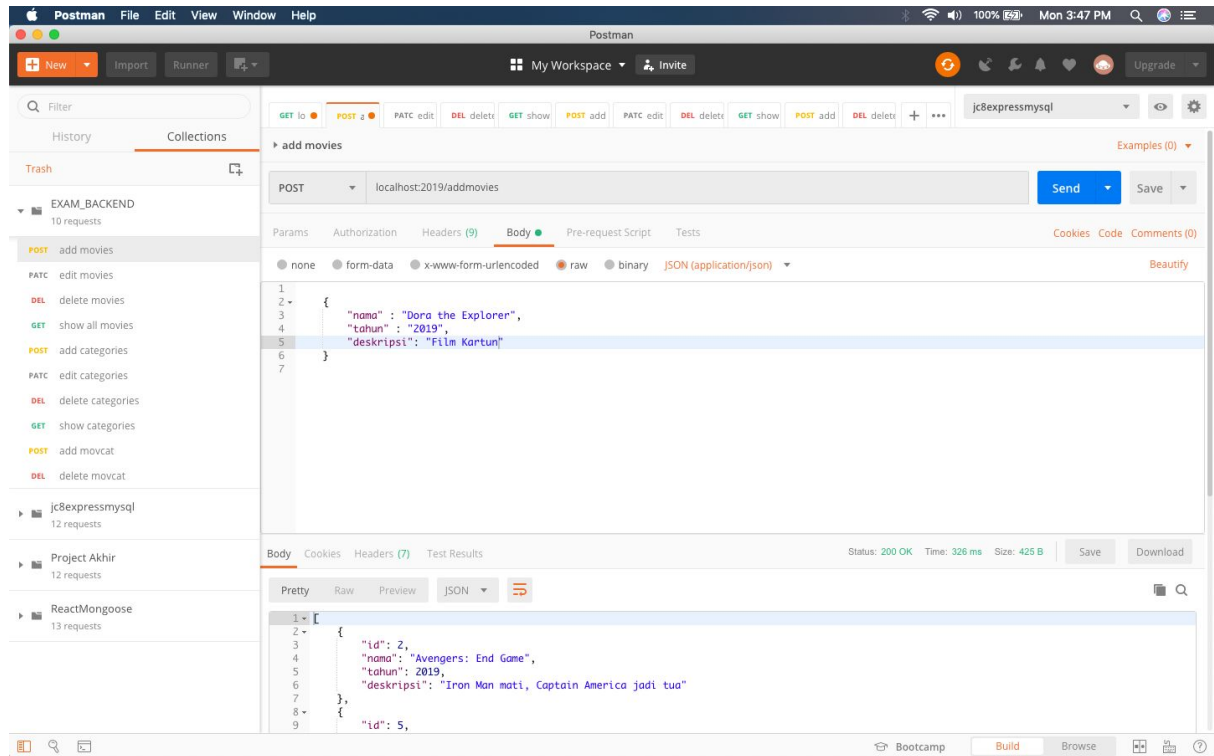 Postman File Edit View Window Help 100% Mon 3:47 PM
Postman
New Import Runner My Workspace Invite Upgrade
Filter
History Collections
Trash
EXAM_BACKEND
10 requests
POST add movies
PATC edit movies
DEL delete movies
GET show all movies
POST add categories
PATC edit categories
DEL delete categories
GET show categories
POST add movcat
DEL delete movcat
jc8expressmysql
12 requests
Project Akhir
12 requests
ReactMongoose
13 requests
GET lo POST a PATC edit DEL delete GET show POST add PATC edit DEL delete GET show POST add DEL delete + ••• jc8expressmysql
add movies Examples (0)
POST localhost:2019/addmovies Send Save
Params Authorization Headers (9) Body Pre-request Script Tests Cookies Code Comments (0)
none form-data x-www-form-urlencoded raw binary JSON (application/json) Beautify
1
2 {
3 "nama" : "Dora the Explorer",
4 "tahun" : "2019",
5 "deskripsi": "Film Kartun"
6 }
7
Body Cookies Headers (7) Test Results Status: 200 OK Time: 326 ms Size: 425 B Save Download
Pretty Raw Preview JSON
1 [
2 {
3 "id": 2,
4 "nama": "Avengers: End Game",
5 "tahun": 2019,
6 "deskripsi": "Iron Man mati, Captain America jadi tua"
7 },
8 {
9 "id": 5,
Bootcamp Build Browse